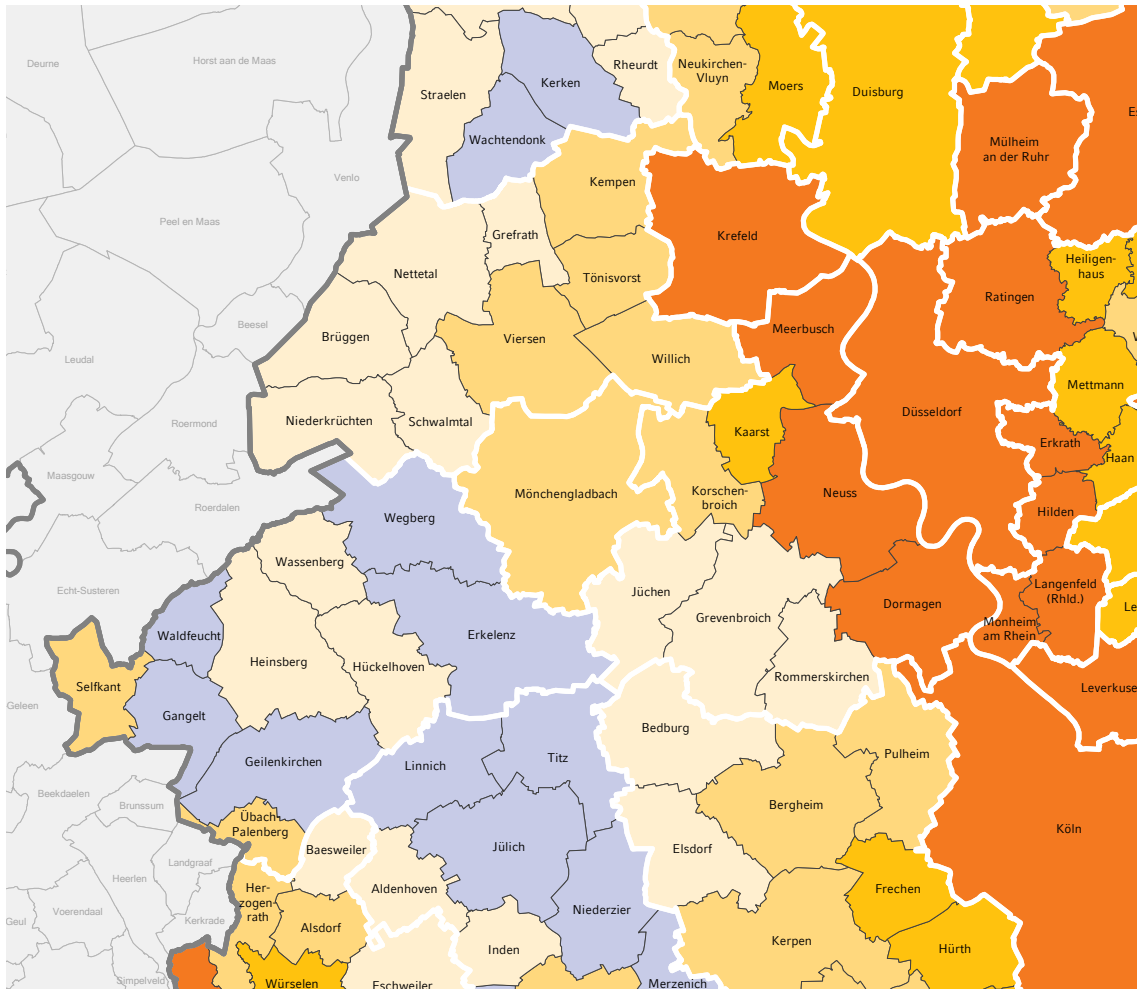 Deurne
Horst aan de Maas
Straelen
Kerken
Rheurdt
Neukirchen-
Vluyn
Moers
Duisburg
Mülheim
an der Ruhr
Wachtendonk
Venlo
Kempen
Peel en Maas
Grefrath
Krefeld
Nettetal
Tönisvorst
Heiligen-
haus
Ratingen
Beesel
Brüggen
Viersen
Meerbusch
Leudal
Willich
Mettmann
Roermond
Niederkrüchten
Schwalmtal
Kaarst
Düsseldorf
Erkrath
Haan
Maasgouw
Mönchengladbach
Korschen-
broich
Neuss
Roerdalen
Wegberg
Hilden
Wassenberg
Echt-Susteren
Jüchen
Dormagen
Langenfeld
(Rhld.)
Le
Waldfeucht
Erkelenz
Grevenbroich
Monheim
am Rhein
Heinsberg
Hückelhoven
Rommerskirchen
Selfkant
Leverkuse
Geleen
Gangelt
Bedburg
Pulheim
Geilenkirchen
Linnich
Titz
Beekdaelen
Brunssum
Bergheim
Übach-
Palenberg
Köln
Baesweiler
Jülich
Elsdorf
Landgraaf
Heerlen
Her-
zogen
rath
Aldenhoven
Frechen
Voerendaal
Geul
Kerkrade
Alsdorf
Niederzier
Kerpen
Inden
Hürth
Simpelveld
Würselen
Eschweiler
Merzenich